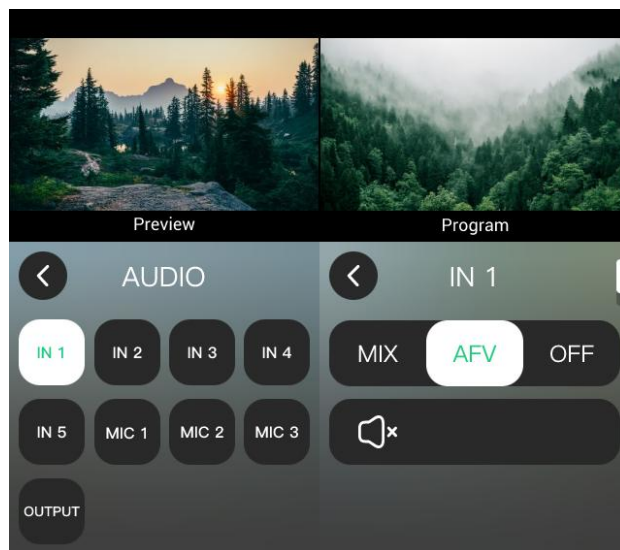 Preview
Program
AUDIO
IN 1
IN 2
IN 3
IN 4
IN 5
MIC 1
MIC 2
MIC 3
OUTPUT
IN 1
MIX
AFV
OFF